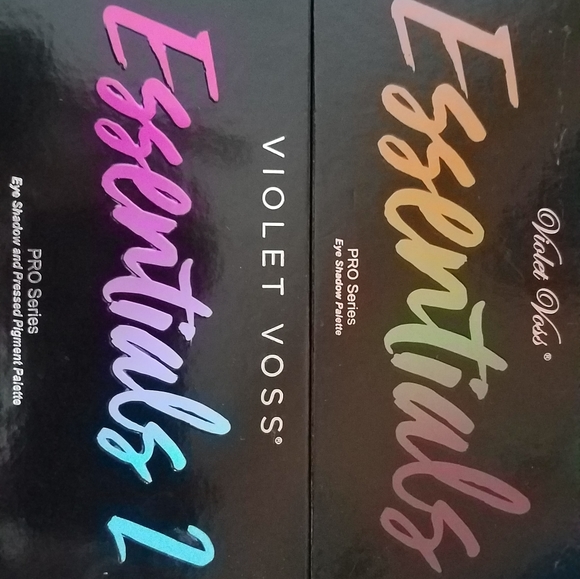 Violet Voss®
Essentials
PRO Series
Eye Shadow Palette
VIOLET VOSS®
Essentials 2
PRO Series
Eye Shadow and Pressed Pigment Palette